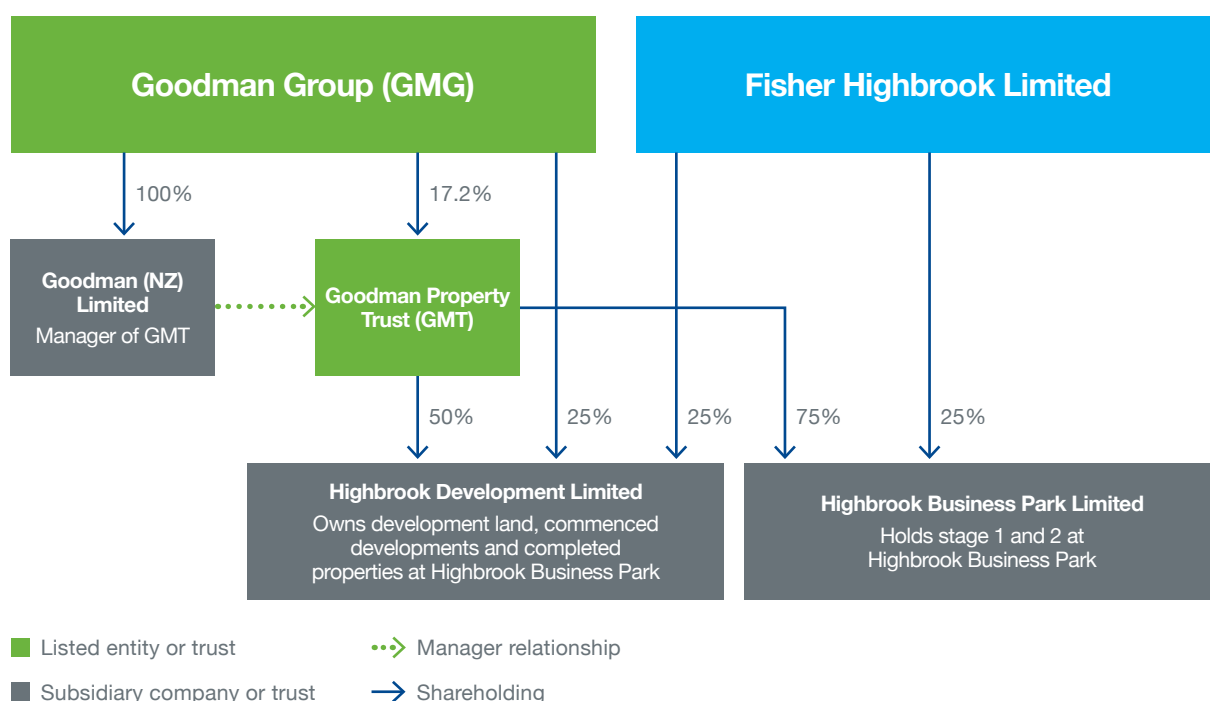 Goodman Group (GMG)
Fisher Highbrook Limited
100%
17.2%
Goodman (NZ)
Limited
Manager of GMT
Goodman Property
Trust (GMT)
50%
25%
25%
75%
25%
Highbrook Development Limited
Owns development land, commenced
developments and completed
properties at Highbrook Business Park
Highbrook Business Park Limited
Holds stage 1 and 2 at
Highbrook Business Park
Listed entity or trust
Manager relationship
Subsidiary company or trust
Shareholding